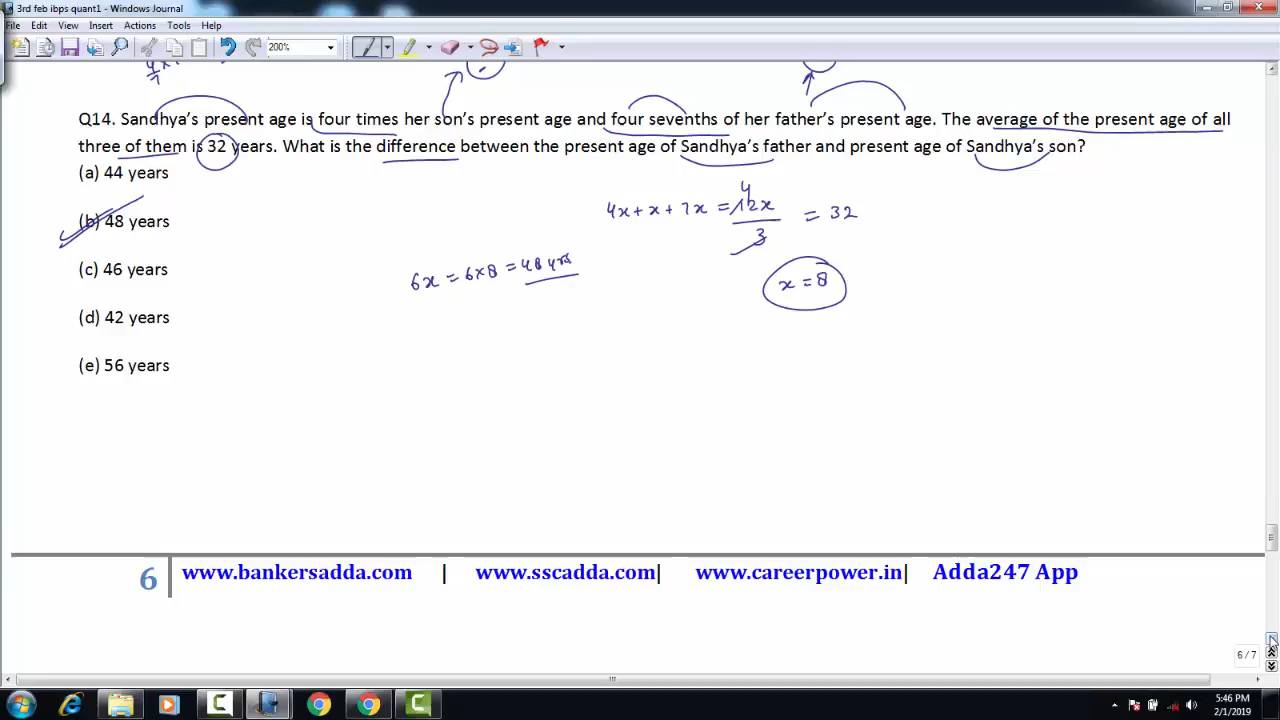 3rd feb ibps quant1 - Windows Journal
File Edit View Insert Actions Tools Help
200%
Q14. Sandhya's present age is four times her son's present age and four sevenths of her father's present age. The average of the present age of all
three of them is 32 years. What is the difference between the present age of Sandhya's father and present age of Sandhya's son?
(a) 44 years
(b) 48 years
(c) 46 years
(d) 42 years
(e) 56 years
4
4x + x + 7x = 12x = 32
3
x = 8
6x = 6×8 = 48 yrs
6 www.bankersadda.com | www.sscadda.com| www.careerpower.in| Adda247 App
6 / 7
5:46 PM
2/1/2019